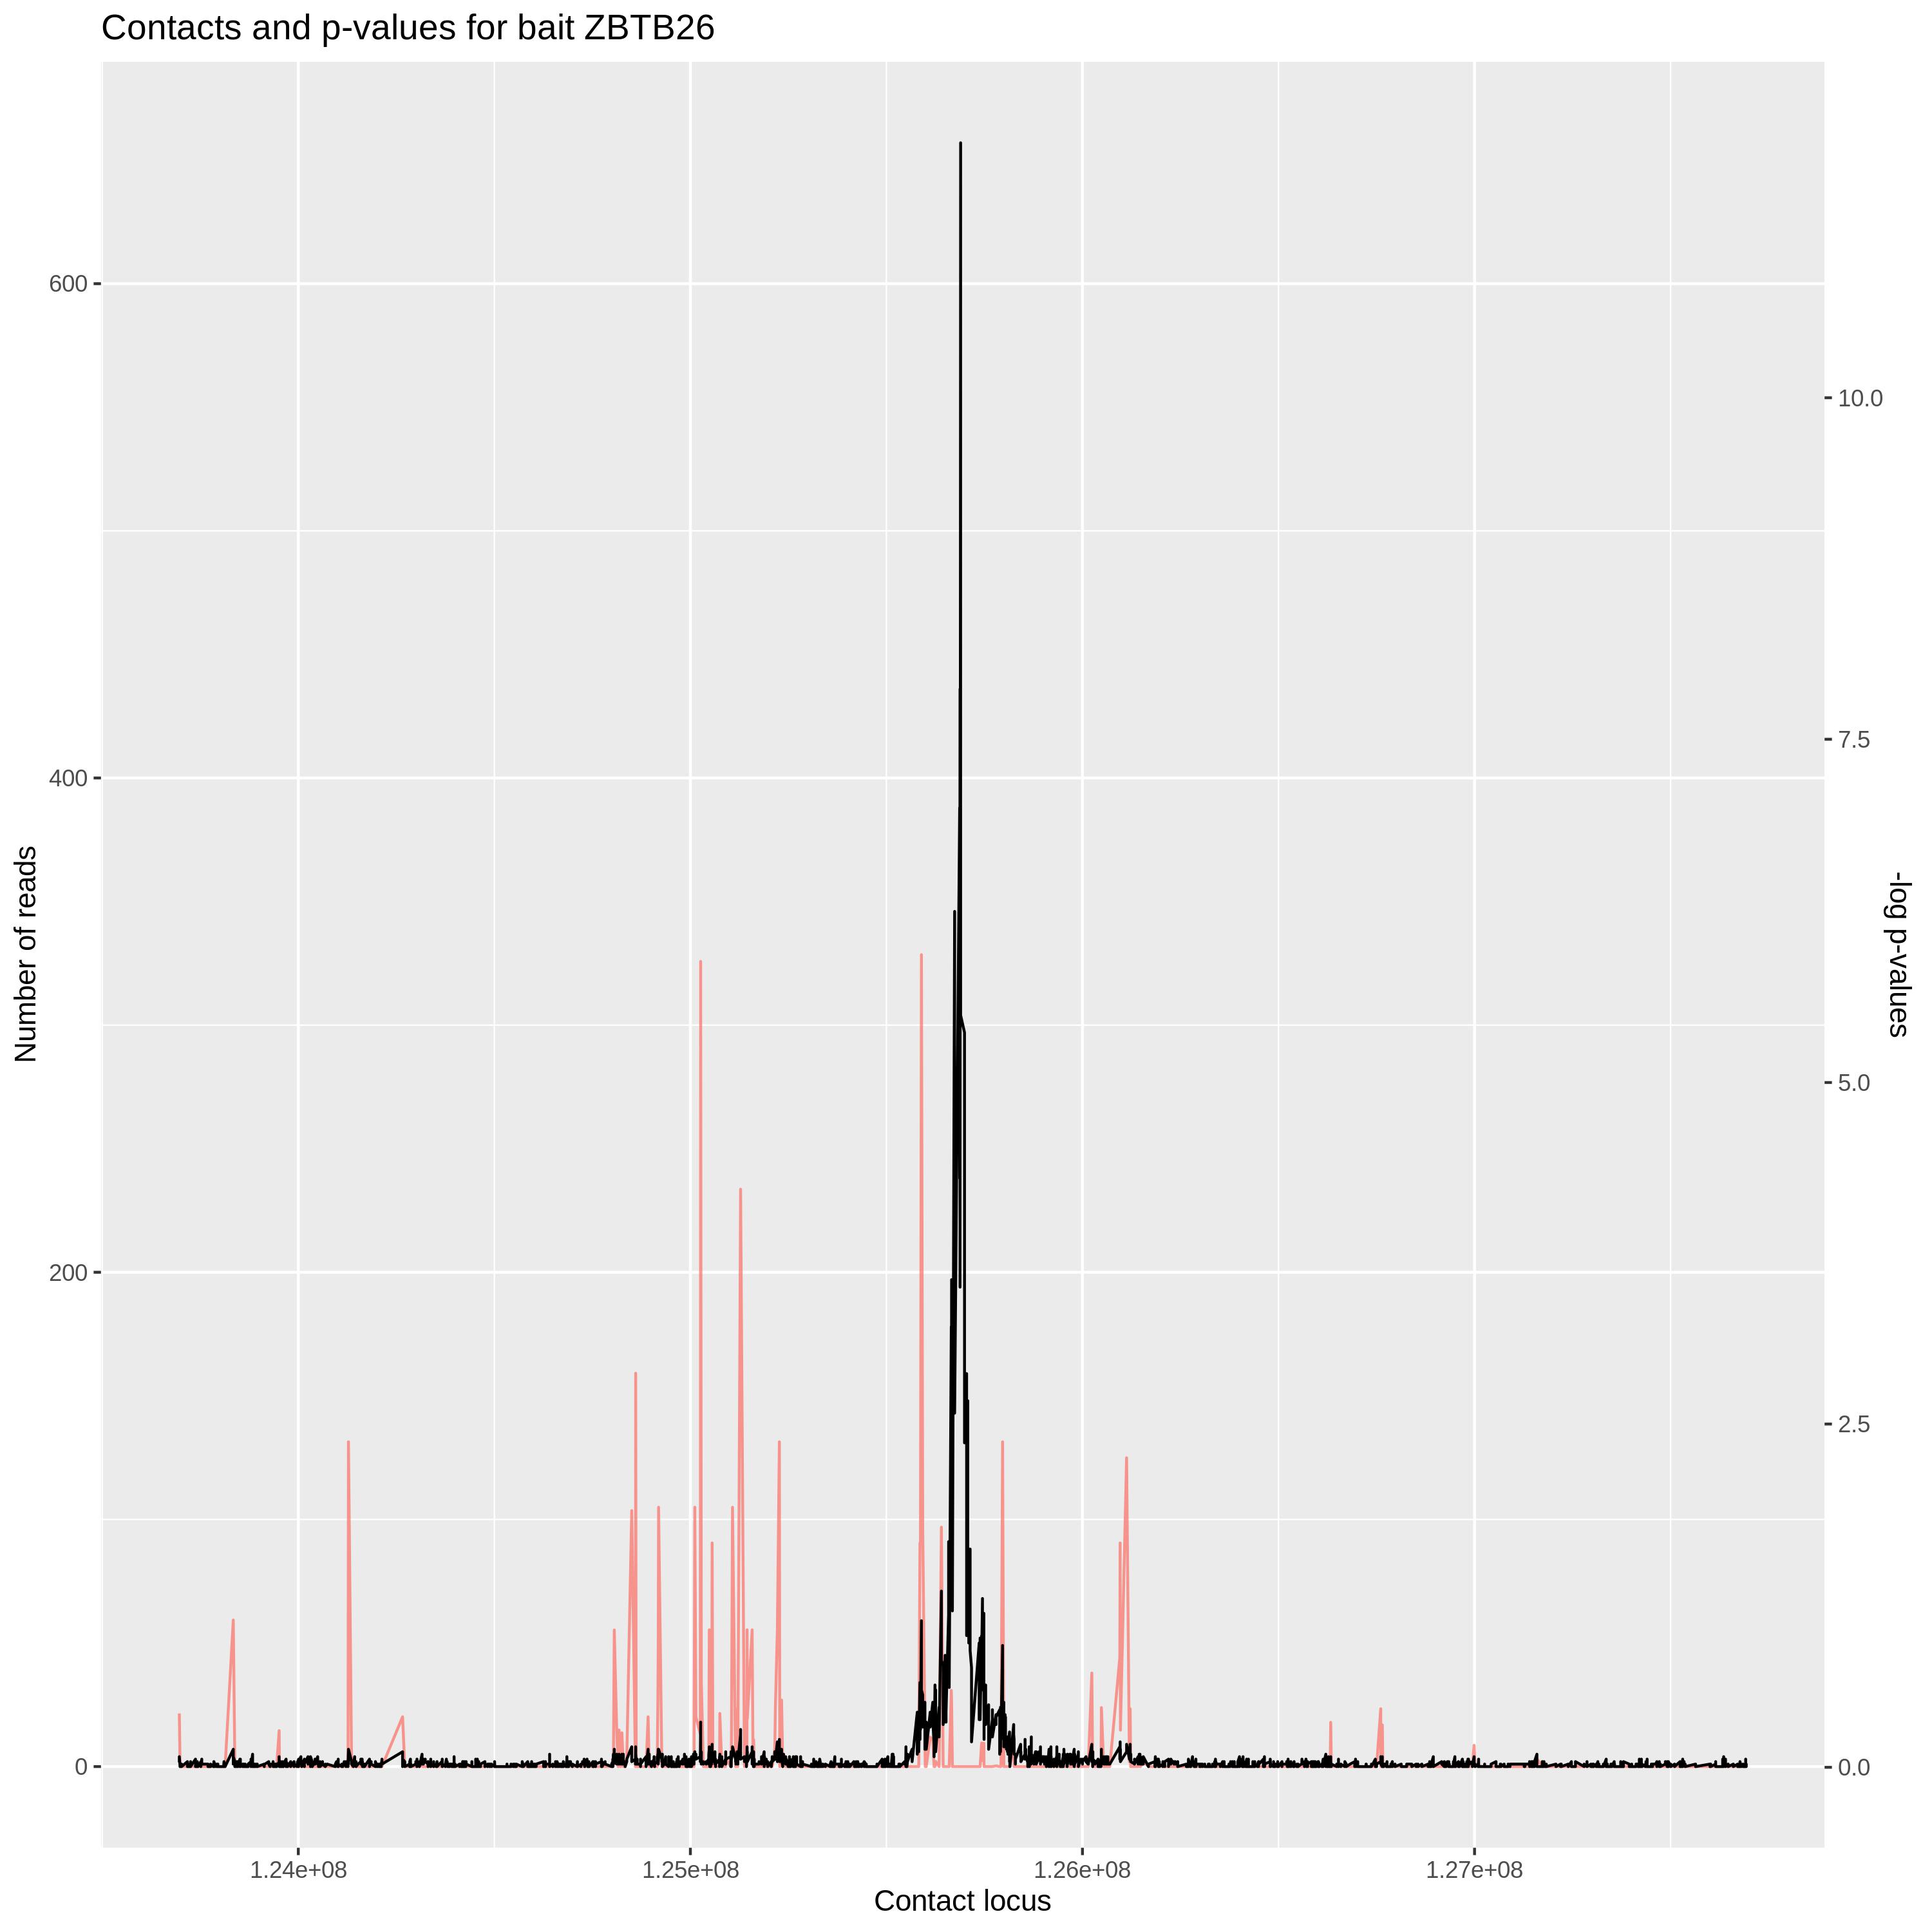 Contacts and p-values for bait ZBTB26
600
400
200
0
Number of reads
10.0
7.5
5.0
2.5
0.0
-log p-values
1.24e+08
1.25e+08
1.26e+08
1.27e+08
Contact locus